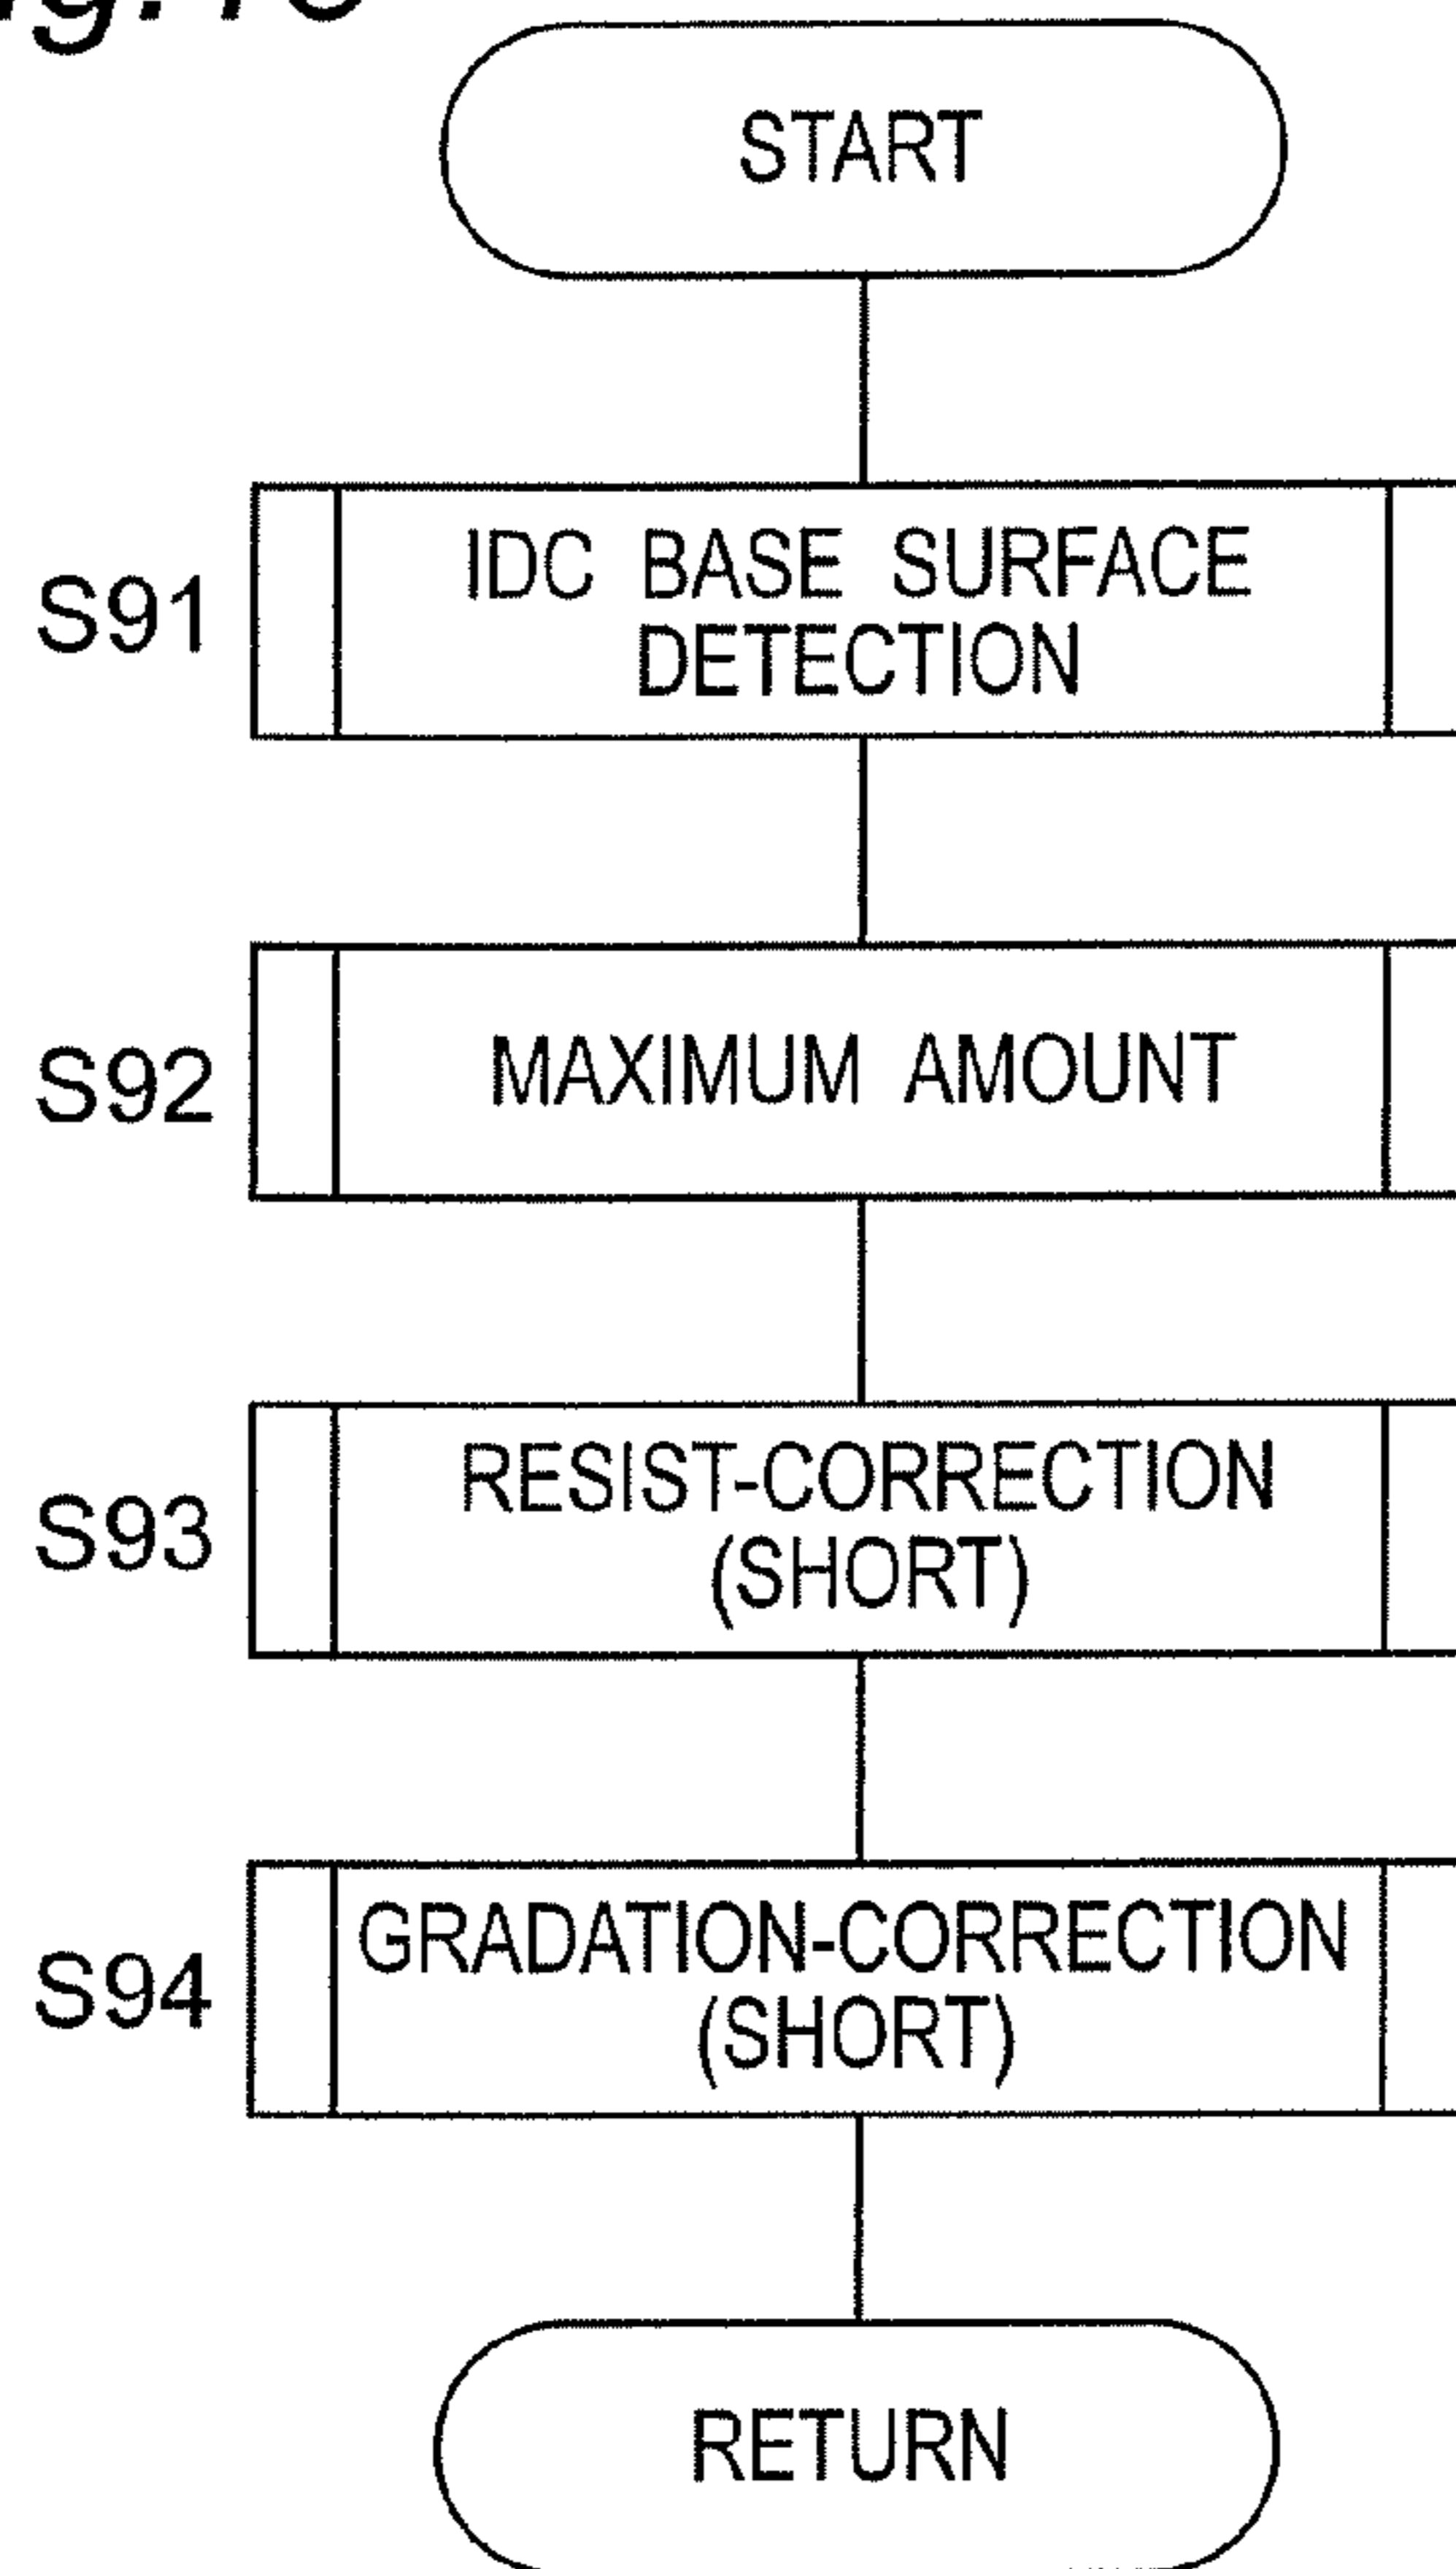 START
S91
IDC BASE SURFACE
DETECTION
S92
MAXIMUM AMOUNT
S93
RESIST-CORRECTION
(SHORT)
S94
GRADATION-CORRECTION
(SHORT)
RETURN